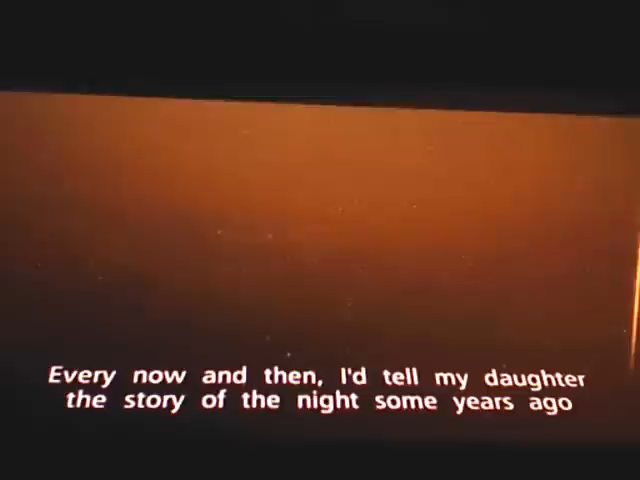 Every now and then, I'd tell my daughter
the story of the night some years ago